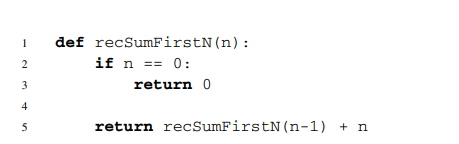 1 def recSumFirstN(n):
2     if n == 0:
3         return 0
4
5     return recSumFirstN(n-1) + n